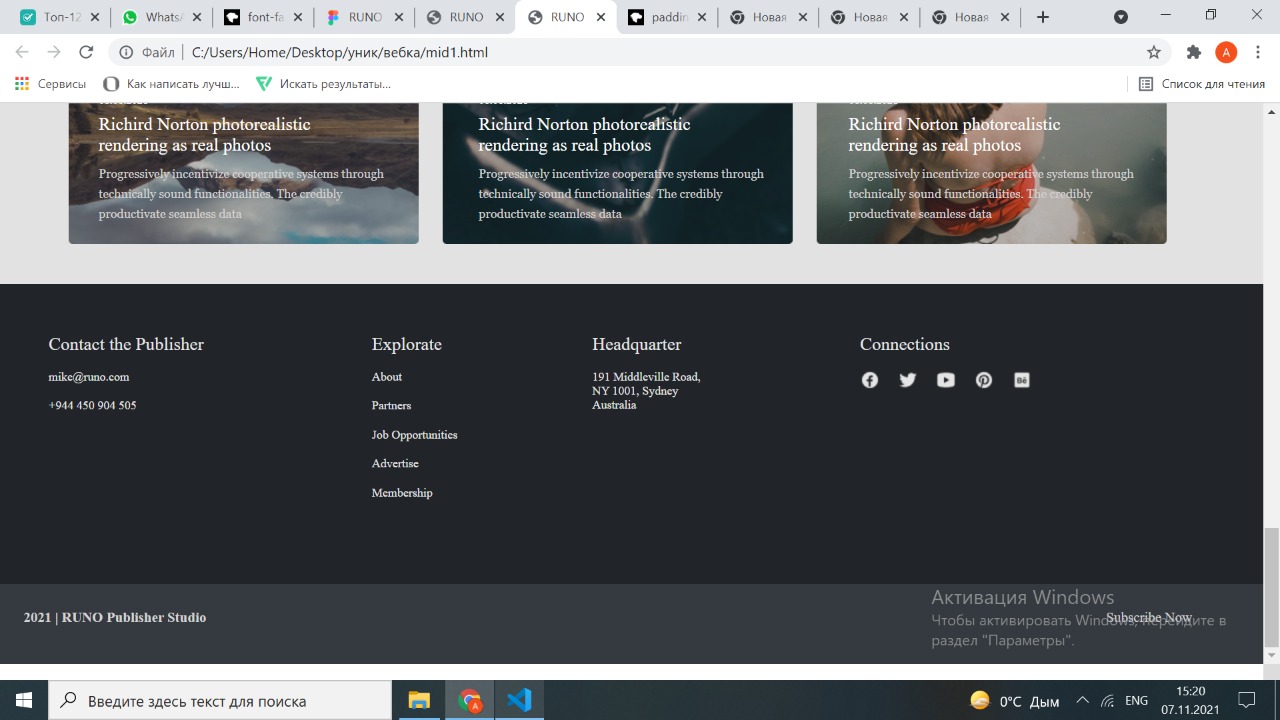 Топ-12
WhatsA
font-fa
RUNO
RUNO
RUNO
paddin
Новая
Новая
Новая
Файл
C:/Users/Home/Desktop/уник/вебка/mid1.html
A
Сервисы
Как написать лучш...
Искать результаты...
Список для чтения
Richird Norton photorealistic
rendering as real photos
Progressively incentivize cooperative systems through
technically sound functionalities. The credibly
productivate seamless data
Richird Norton photorealistic
rendering as real photos
Progressively incentivize cooperative systems through
technically sound functionalities. The credibly
productivate seamless data
Richird Norton photorealistic
rendering as real photos
Progressively incentivize cooperative systems through
technically sound functionalities. The credibly
productivate seamless data
Contact the Publisher
mike@runo.com
+944 450 904 505
Explorate
About
Partners
Job Opportunities
Advertise
Membership
Headquarter
191 Middleville Road,
NY 1001, Sydney
Australia
Connections
Bē
2021 | RUNO Publisher Studio
Subscribe Now
Активация Windows
Чтобы активировать Windows, перейдите в
раздел "Параметры".
Введите здесь текст для поиска
A
0°C Дым
ENG
15:20
07.11.2021